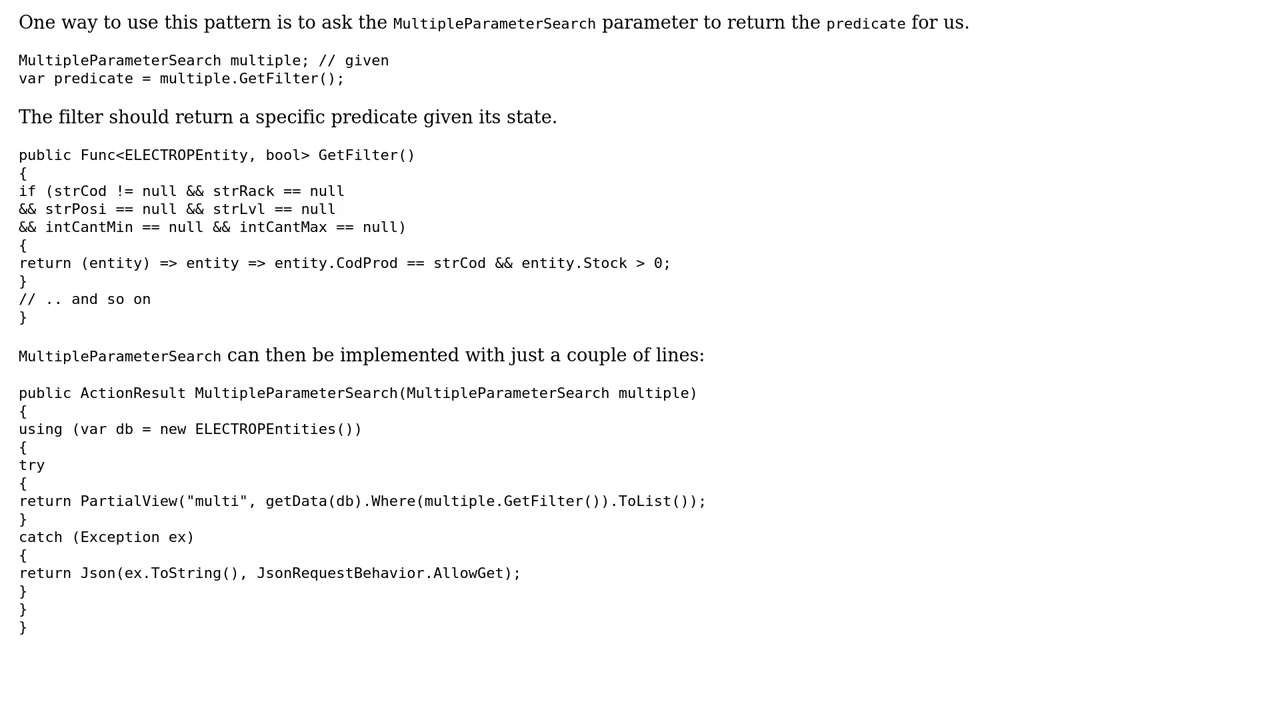 One way to use this pattern is to ask the MultipleParameterSearch parameter to return the predicate for us.
MultipleParameterSearch multiple; // given
var predicate = multiple.GetFilter();
The filter should return a specific predicate given its state.
public Func<ELECTROPEntity, bool> GetFilter()
{
if (strCod != null && strRack == null
&& strPosi == null && strLvl == null
&& intCantMin == null && intCantMax == null)
{
return (entity) => entity => entity.CodProd == strCod && entity.Stock > 0;
}
// .. and so on
}
MultipleParameterSearch can then be implemented with just a couple of lines:
public ActionResult MultipleParameterSearch(MultipleParameterSearch multiple)
{
using (var db = new ELECTROPEntities())
{
try
{
return PartialView("multi", getData(db).Where(multiple.GetFilter()).ToList());
}
catch (Exception ex)
{
return Json(ex.ToString(), JsonRequestBehavior.AllowGet);
}
}
}